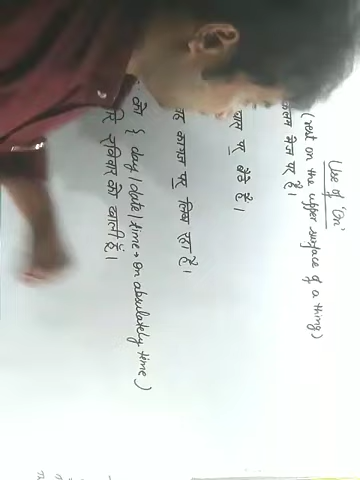 Use of 'On'
(rest on the upper surface of a thing)
कलम मेज पर है।
घास पर बैठे हैं।
कागज पर लिख रहा है।
को { day / date / time → on absulately time )
रविवार को खाली हूँ।